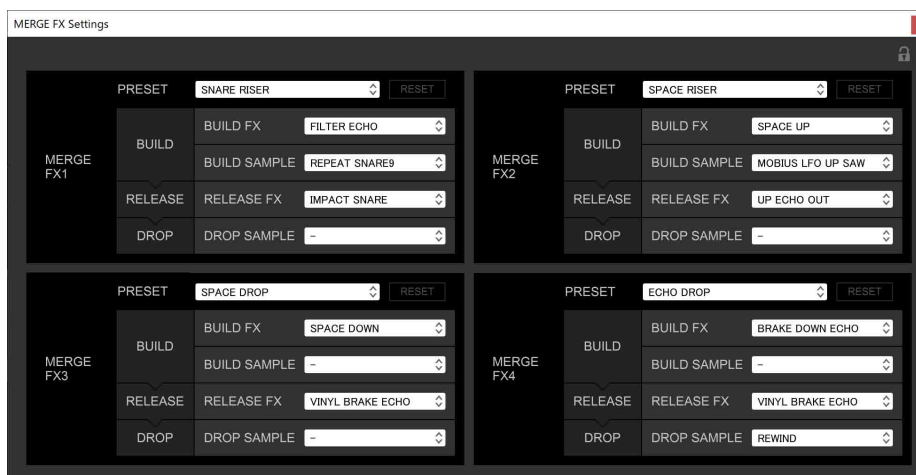 MERGE FX Settings
MERGE FX1
PRESET SNARE RISER RESET
BUILD
BUILD FX FILTER ECHO
BUILD SAMPLE REPEAT SNARE9
RELEASE RELEASE FX IMPACT SNARE
DROP DROP SAMPLE –
MERGE FX2
PRESET SPACE RISER RESET
BUILD
BUILD FX SPACE UP
BUILD SAMPLE MOBIUS LFO UP SAW
RELEASE RELEASE FX UP ECHO OUT
DROP DROP SAMPLE –
MERGE FX3
PRESET SPACE DROP RESET
BUILD
BUILD FX SPACE DOWN
BUILD SAMPLE –
RELEASE RELEASE FX VINYL BRAKE ECHO
DROP DROP SAMPLE –
MERGE FX4
PRESET ECHO DROP RESET
BUILD
BUILD FX BRAKE DOWN ECHO
BUILD SAMPLE –
RELEASE RELEASE FX VINYL BRAKE ECHO
DROP DROP SAMPLE REWIND